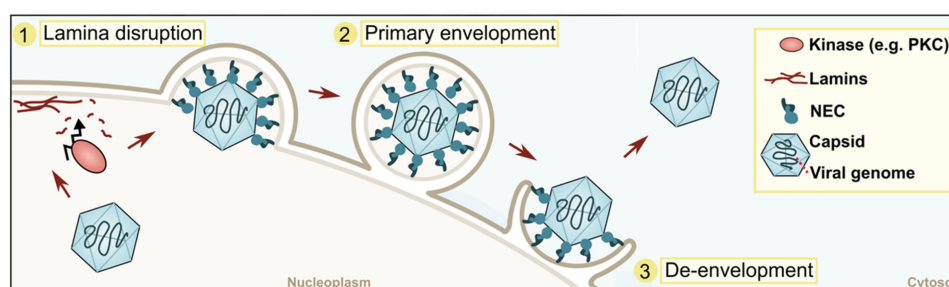 1 Lamina disruption
2 Primary envelopment
Kinase (e.g. PKC)
Lamins
NEC
Capsid
Viral genome
3 De-envelopment
Nucleoplasm